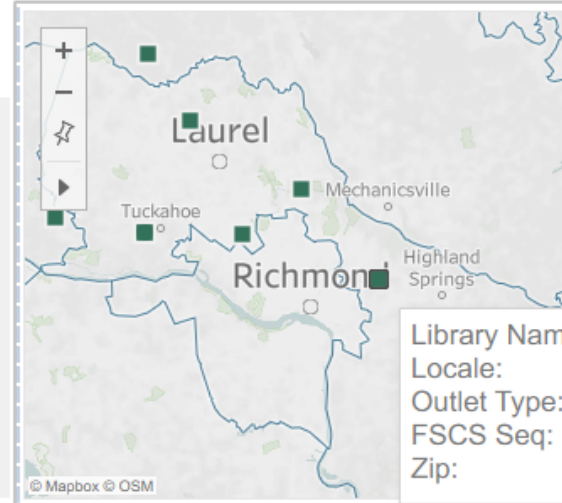 +
−
Laurel
Mechanicsville
Tuckahoe
Highland
Springs
Richmond
Library Nam
Locale:
Outlet Type:
FSCS Seq:
Zip:
© Mapbox © OSM